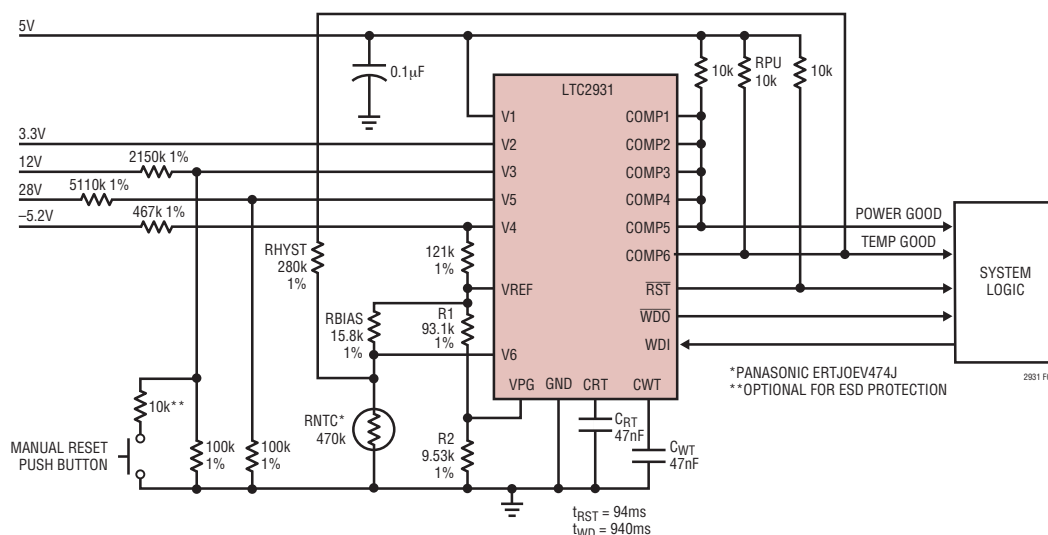 5V
0.1µF
10k
RPU
10k
10k
LTC2931
V1
COMP1
3.3V
V2
COMP2
12V
2150k 1%
V3
COMP3
28V
5110k 1%
V5
COMP4
–5.2V
467k 1%
V4
COMP5
POWER GOOD
RHYST
280k
1%
121k
1%
COMP6
TEMP GOOD
SYSTEM
LOGIC
VREF
RST
RBIAS
15.8k
1%
R1
93.1k
1%
WDO
V6
WDI
VPG
GND
CRT
CWT
*PANASONIC ERTJOEV474J
**OPTIONAL FOR ESD PROTECTION
10k**
MANUAL RESET
PUSH BUTTON
100k
1%
100k
1%
RNTC*
470k
R2
9.53k
1%
CRT
47nF
CWT
47nF
tRST = 94ms
tWD = 940ms